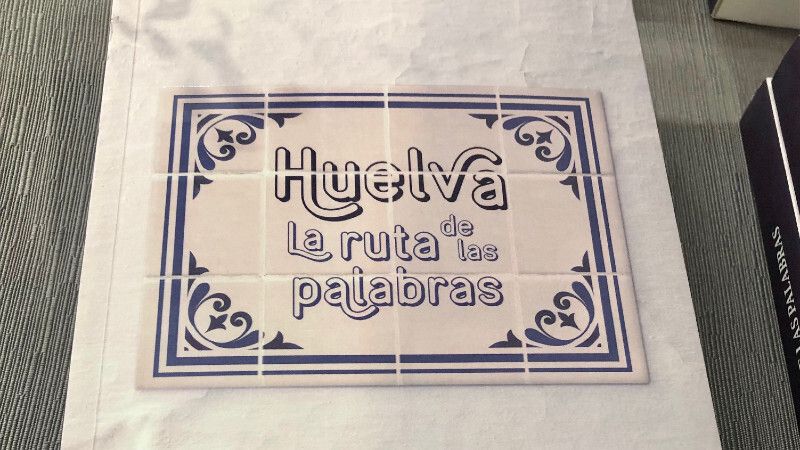 Huelva
La ruta de las
palabras
LAS PALABRAS